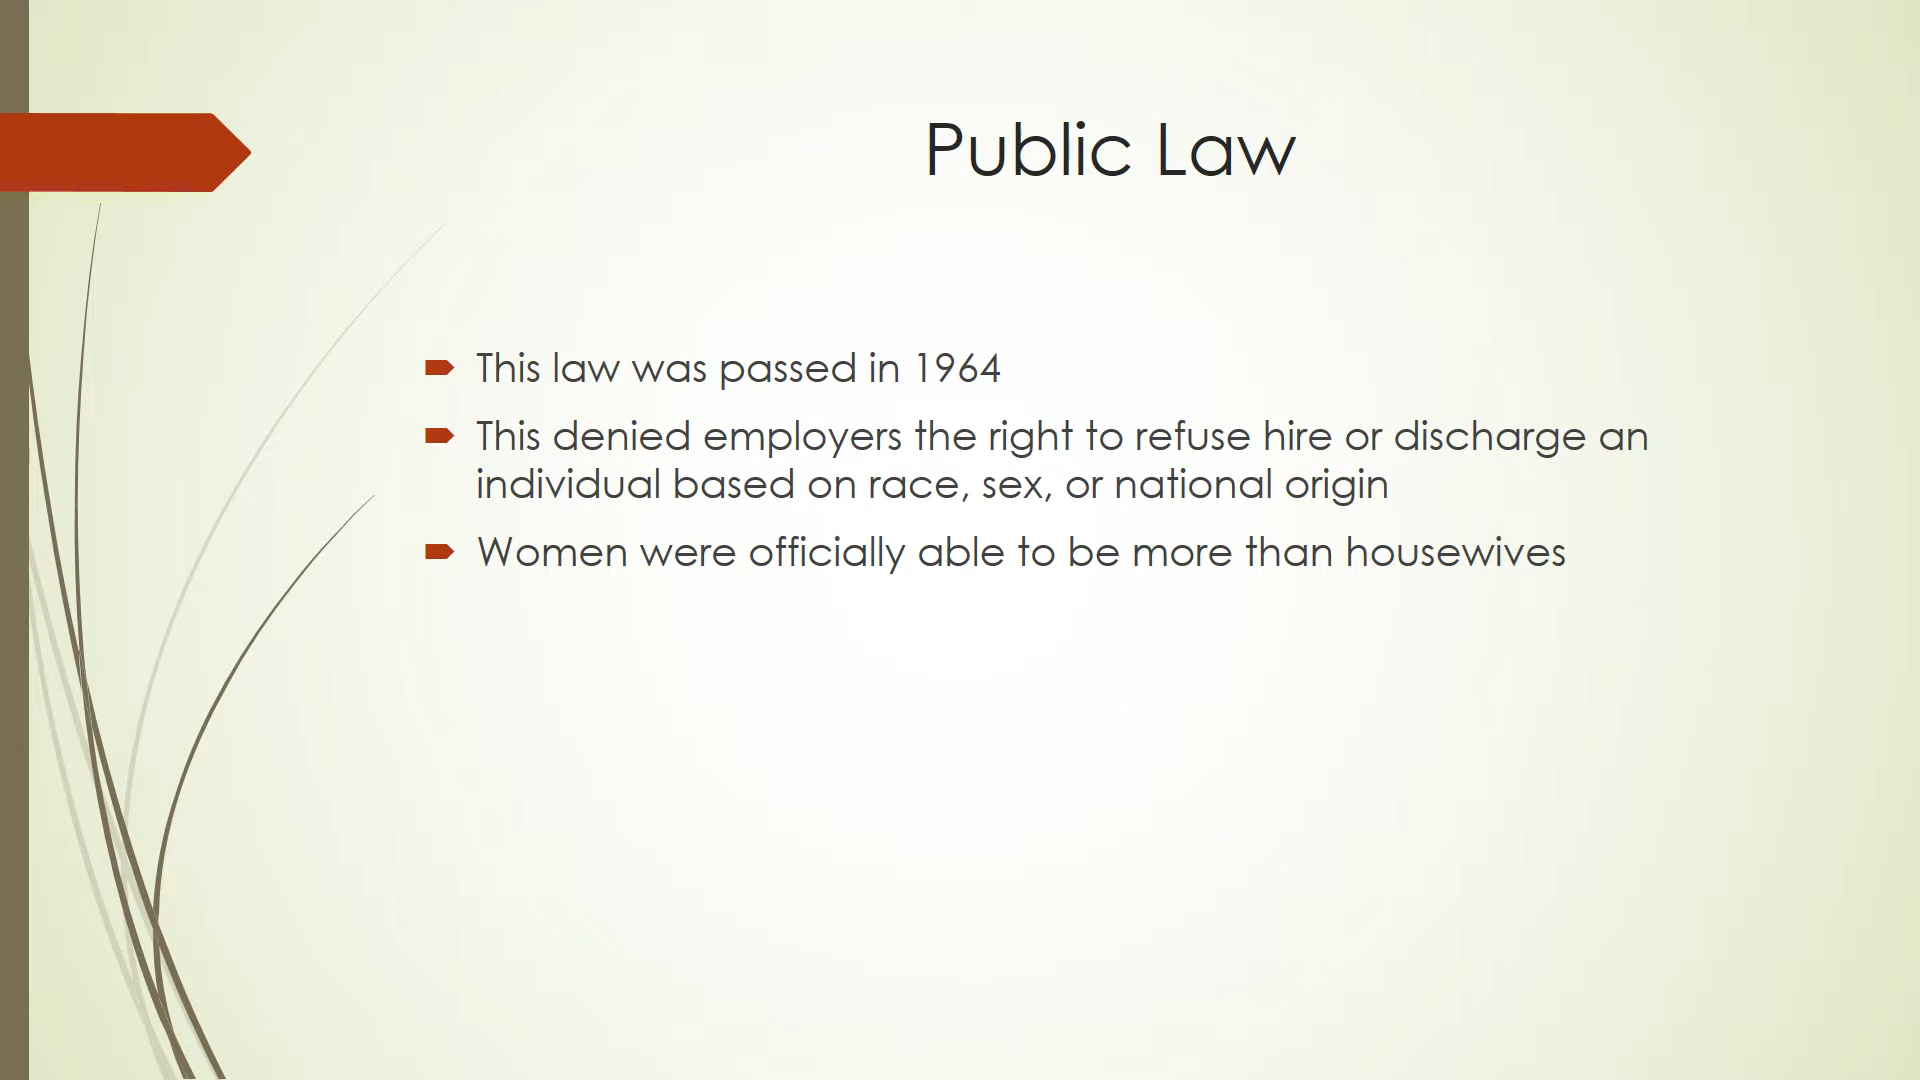 Public Law
This law was passed in 1964
This denied employers the right to refuse hire or discharge an
individual based on race, sex, or national origin
Women were officially able to be more than housewives